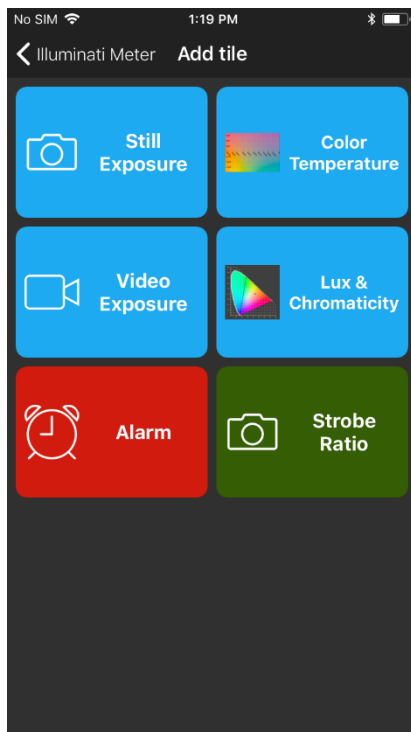 No SIM 1:19 PM
Illuminati Meter Add tile
Still
Exposure
Color
Temperature
Video
Exposure
Lux &
Chromaticity
Alarm
Strobe
Ratio